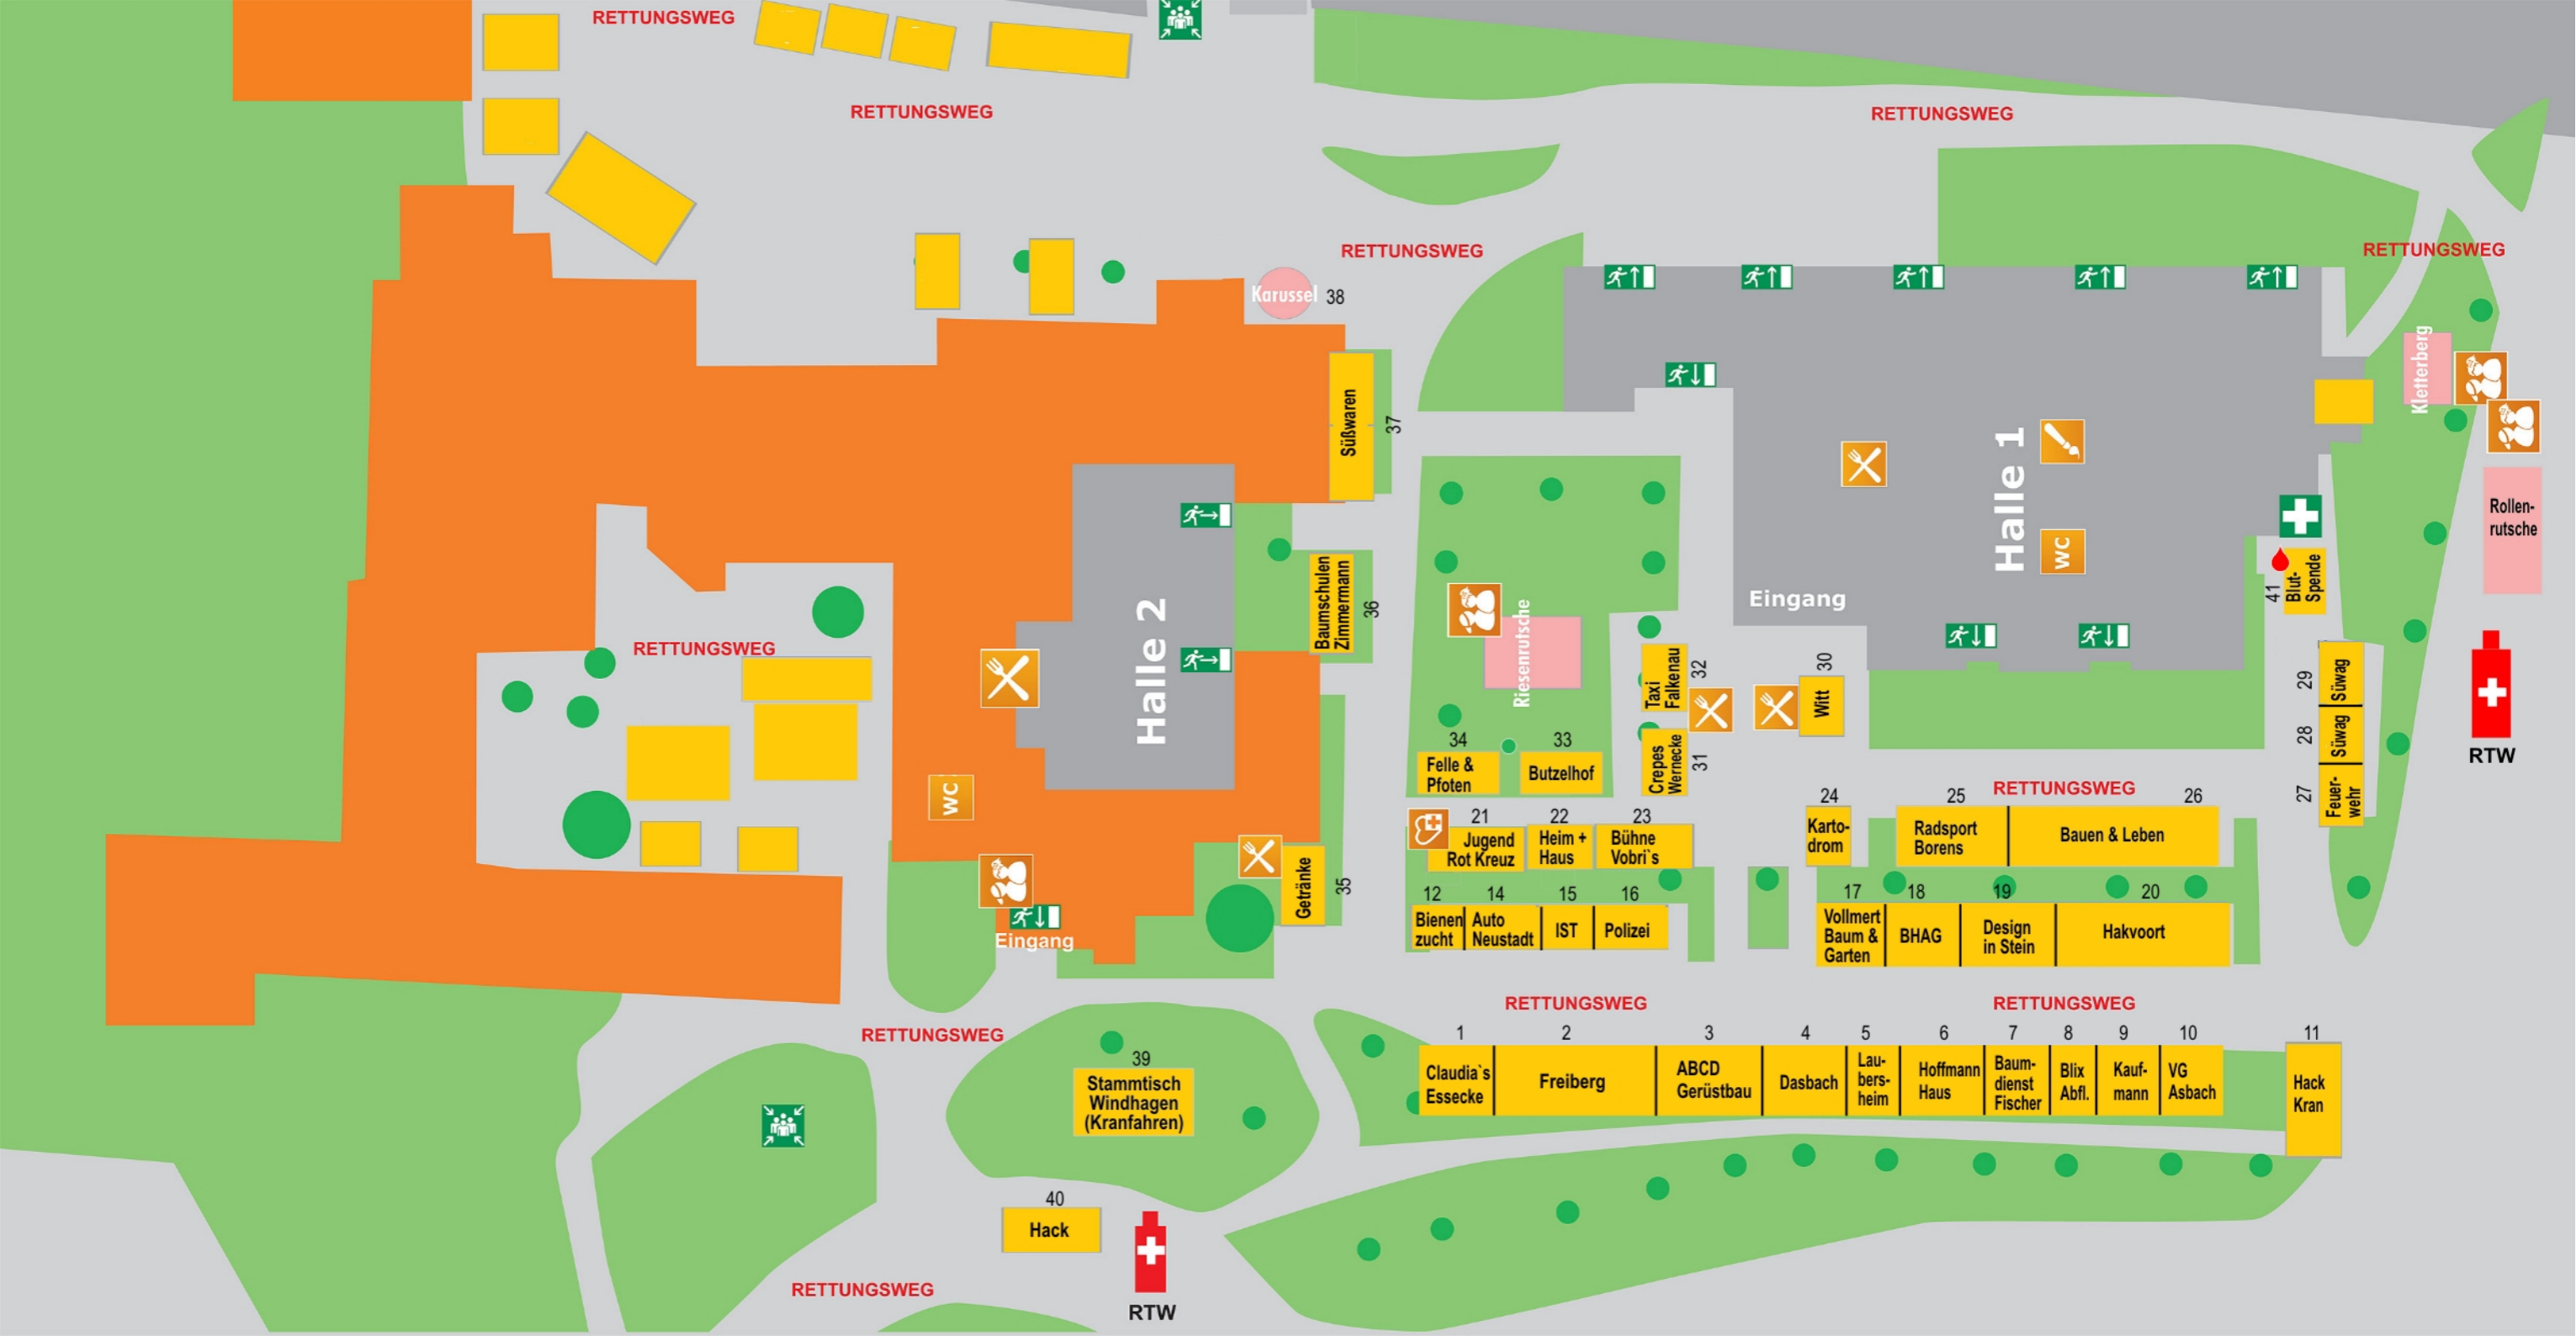 RETTUNGSWEG
RETTUNGSWEG
RETTUNGSWEG
RETTUNGSWEG
RETTUNGSWEG
Karussel
38
Süßwaren
37
Kletterberg
Halle 1
WC
Eingang
Rollen-
rutsche
41
Blut-
Spende
Halle 2
Baumschulen
Zimmermann
36
Riesenrutsche
RETTUNGSWEG
Taxi
Falkenau
32
30
Witt
29
Süwag
28
Süwag
27
Feuer-
wehr
RTW
34
Felle &
Pfoten
33
Butzelhof
Crepes
Wernecke
31
WC
RETTUNGSWEG
24
Karto-
drom
25
Radsport
Borens
26
Bauen & Leben
21
Jugend
Rot Kreuz
22
Heim +
Haus
23
Bühne
Vobri`s
Getränke
35
Eingang
12
Bienen
zucht
14
Auto
Neustadt
15
IST
16
Polizei
17
Vollmert
Baum &
Garten
18
BHAG
19
Design
in Stein
20
Hakvoort
RETTUNGSWEG
RETTUNGSWEG
RETTUNGSWEG
1
Claudia`s
Essecke
2
Freiberg
3
ABCD
Gerüstbau
4
Dasbach
5
Lau-
bers-
heim
6
Hoffmann
Haus
7
Baum-
dienst
Fischer
8
Blix
Abfl.
9
Kauf-
mann
10
VG
Asbach
11
Hack
Kran
39
Stammtisch
Windhagen
(Kranfahren)
40
Hack
RETTUNGSWEG
RTW